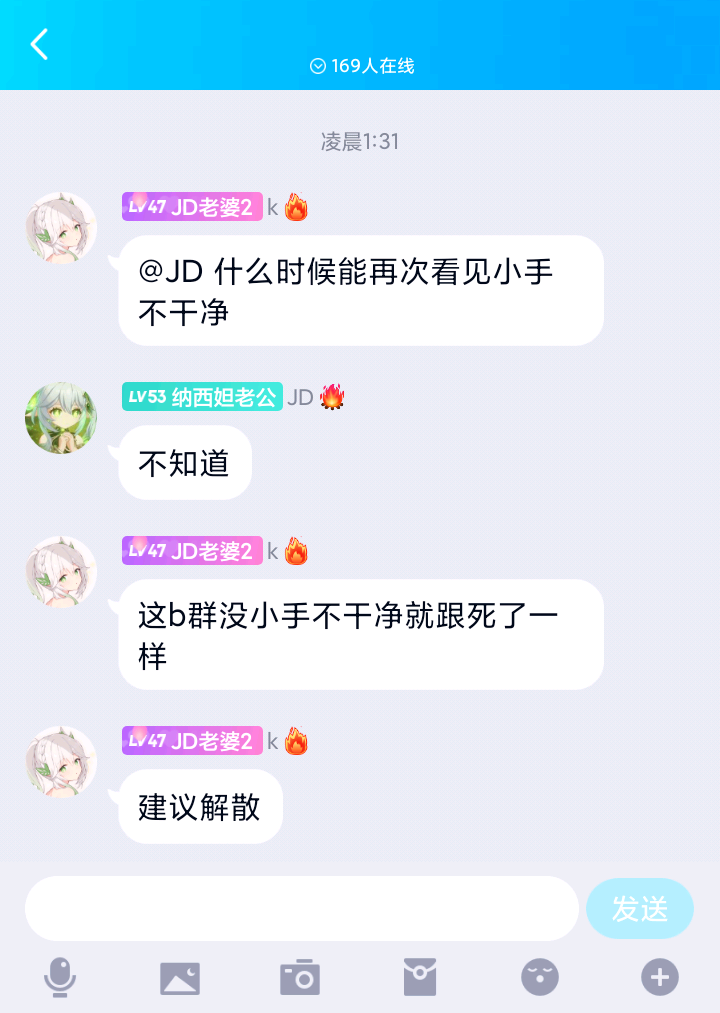 169人在线
凌晨1:31
LV47 JD老婆2 k
@JD 什么时候能再次看见小手
不干净
LV53 纳西妲老公 JD
不知道
LV47 JD老婆2 k
这b群没小手不干净就跟死了一
样
LV47 JD老婆2 k
建议解散
发送